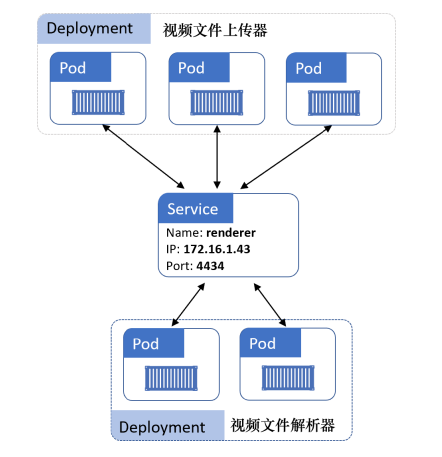 Deployment 视频文件上传器
Pod Pod Pod
Service
Name: renderer
IP: 172.16.1.43
Port: 4434
Pod Pod
Deployment 视频文件解析器